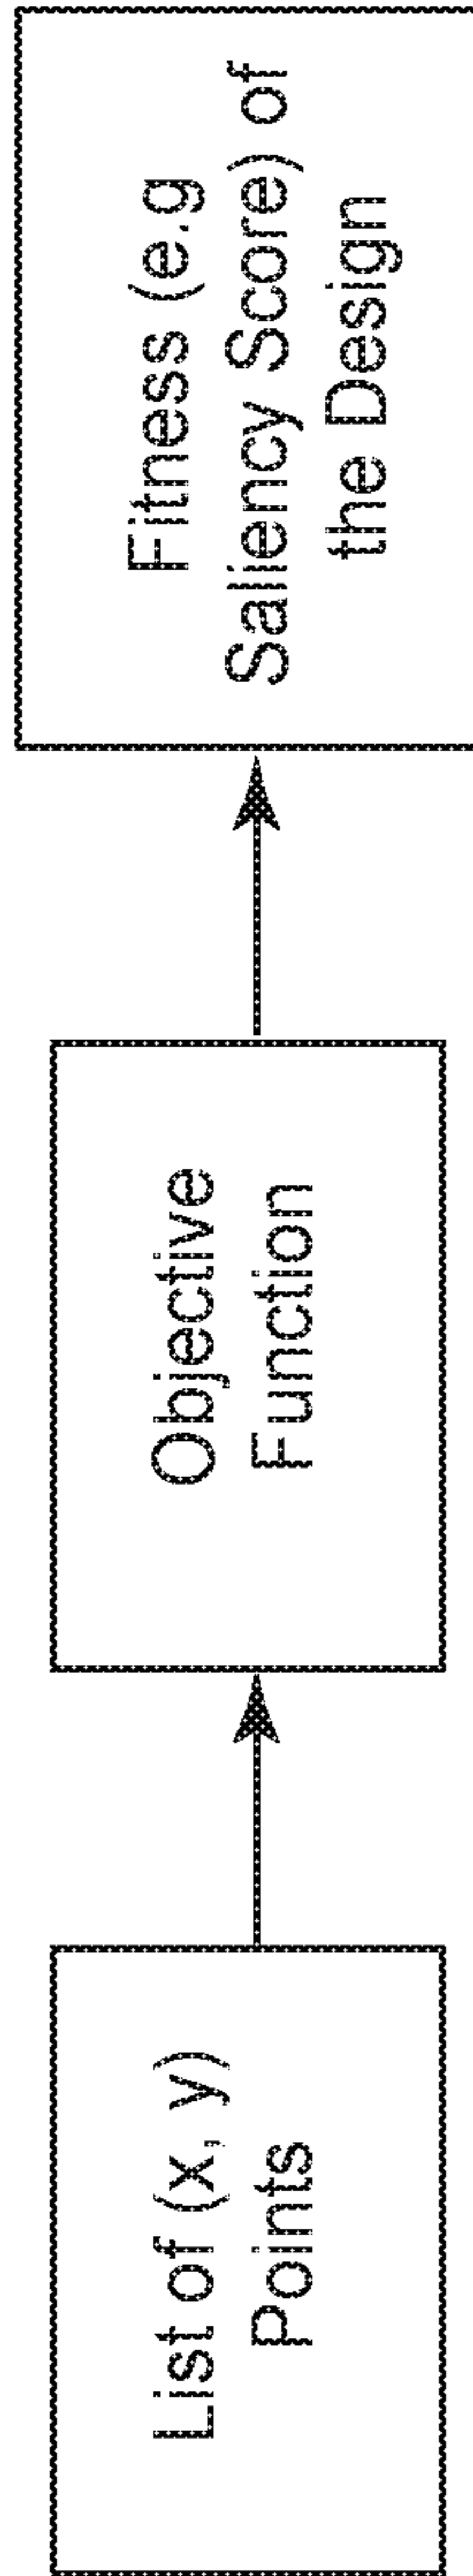 List of (x, y)
Points
Objective
Function
Fitness (e.g
Saliency Score) of
the Design